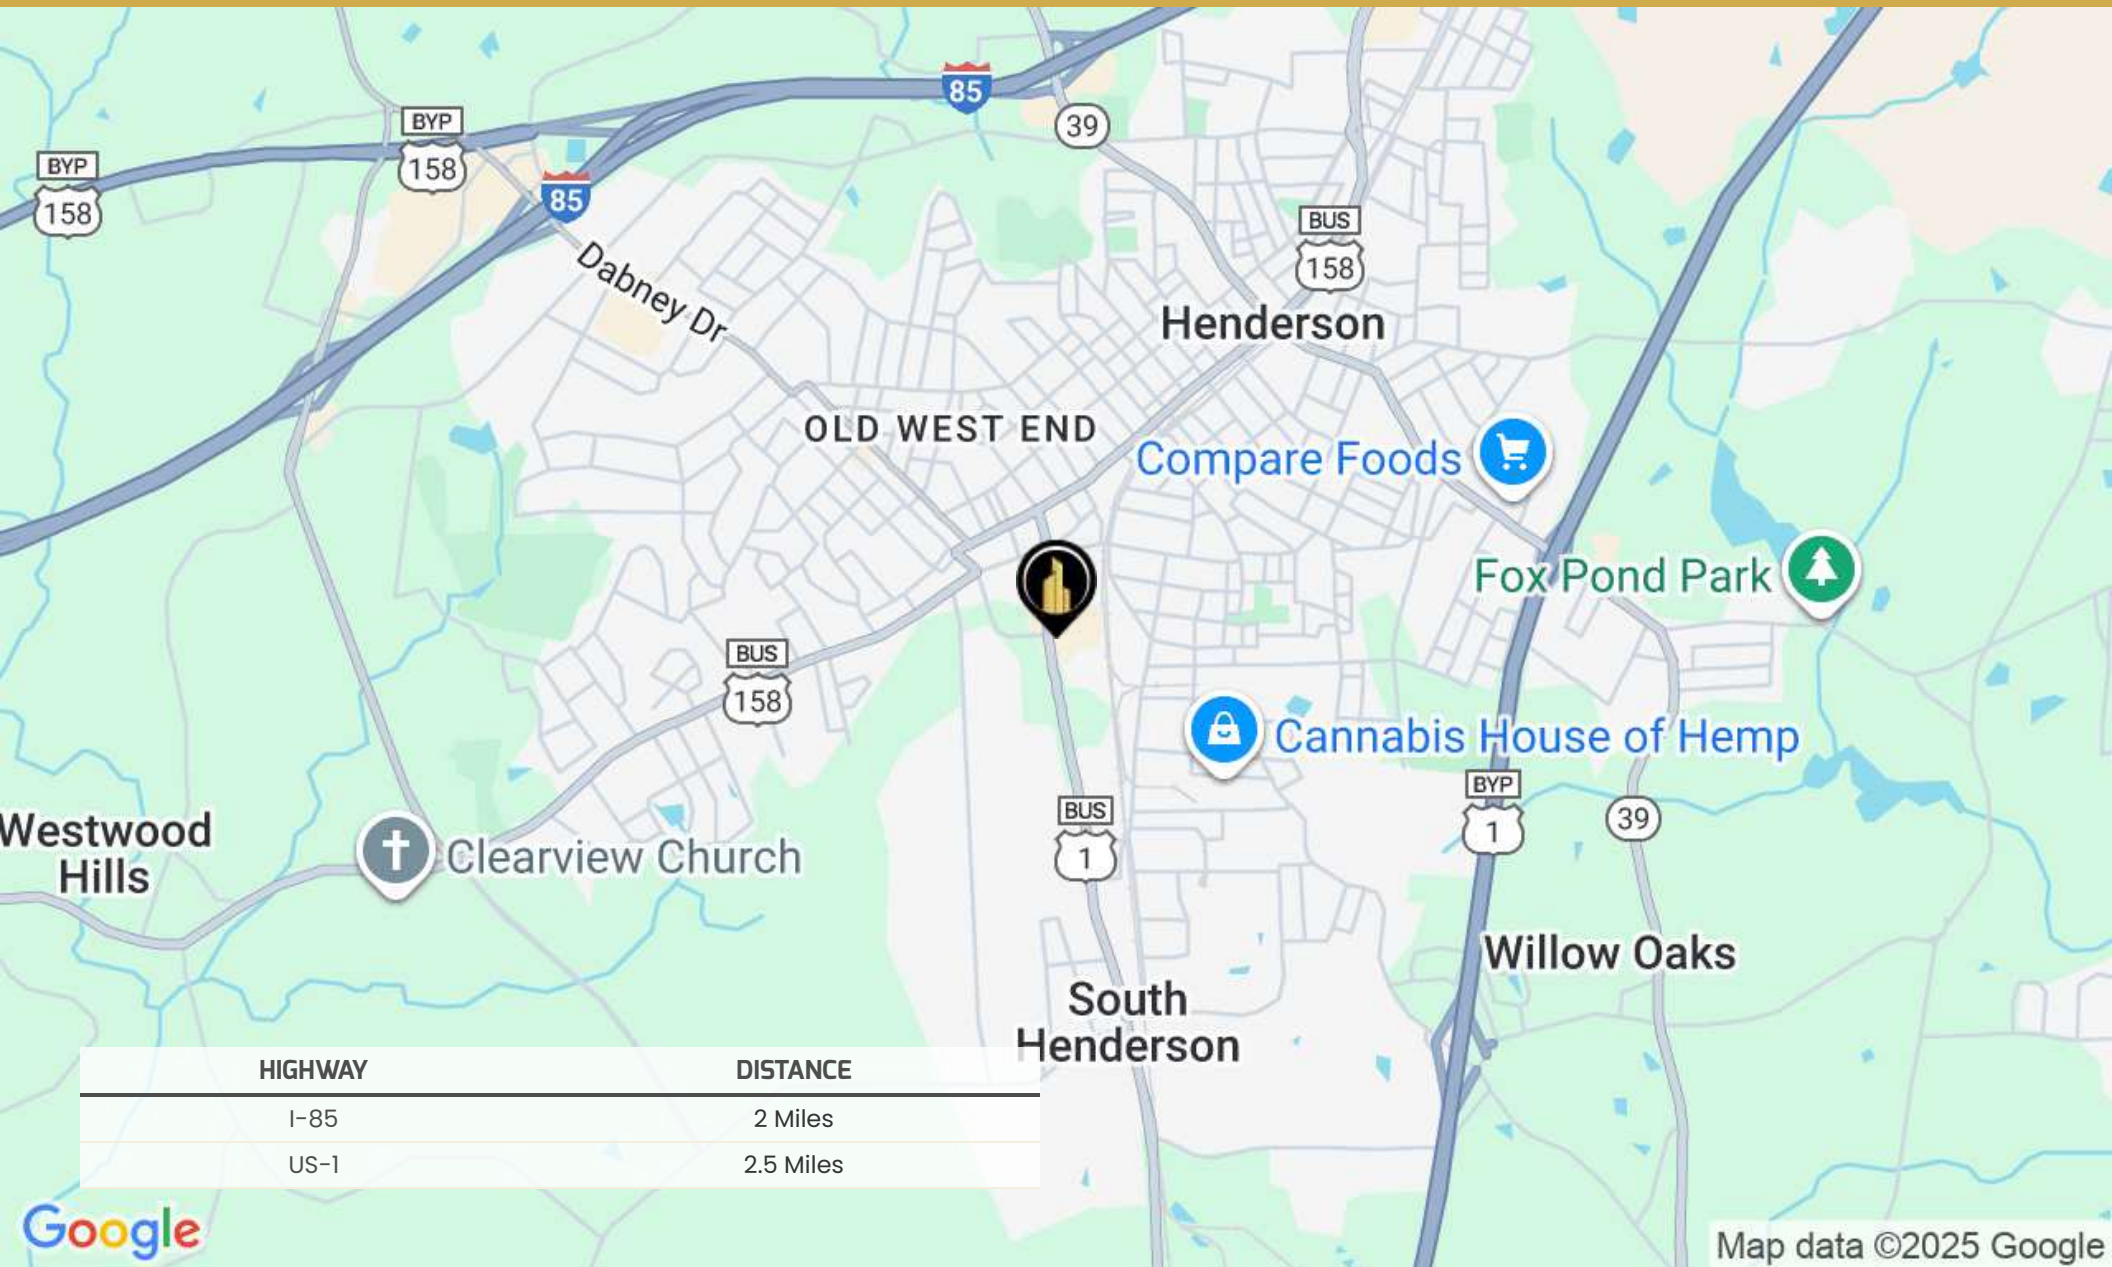 85
BYP
158
39
BYP
158
85
BUS
158
Dabney Dr
Henderson
OLD WEST END
Compare Foods
Fox Pond Park
BUS
158
Cannabis House of Hemp
BYP
1
39
BUS
1
Westwood
Hills
Clearview Church
Willow Oaks
South
Henderson
HIGHWAY DISTANCE
I-85 2 Miles
US-1 2.5 Miles
Google
Map data ©2025 Google